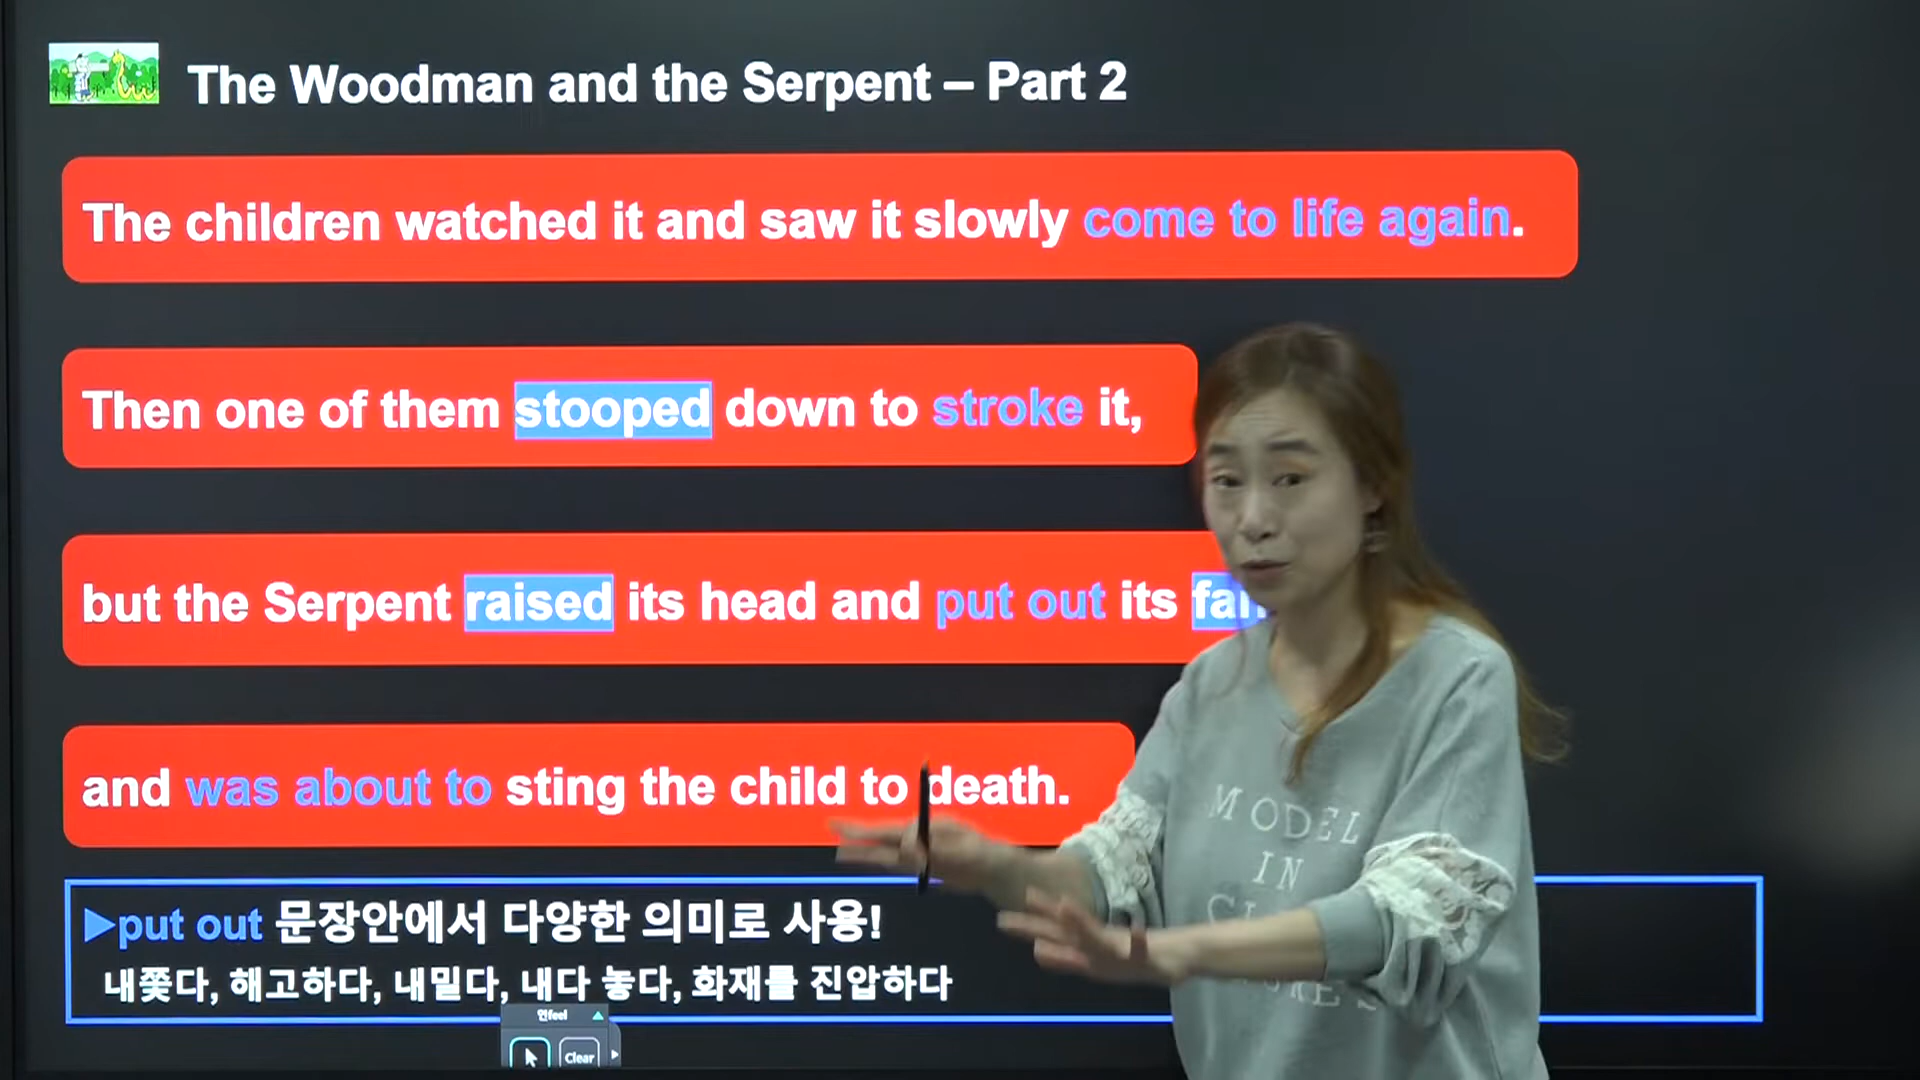 The Woodman and the Serpent – Part 2
The children watched it and saw it slowly come to life again.
Then one of them stooped down to stroke it,
but the Serpent raised its head and put out its
and was about to sting the child to death.
▶put out 문장안에서 다양한 의미로 사용!
내쫓다, 해고하다, 내밀다, 내다 놓다, 화재를 진압하다
Clear
MODEL
IN